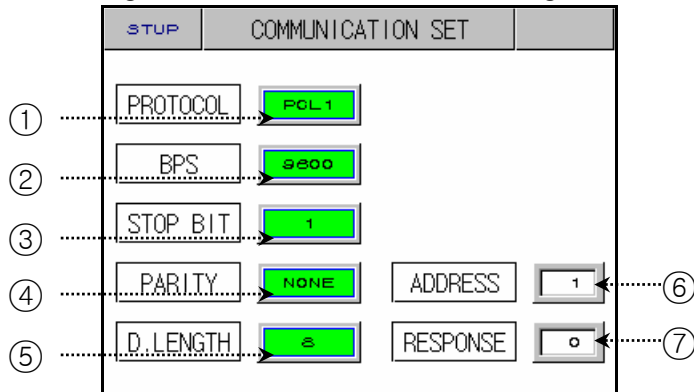 STUP COMMUNICATION SET
① PROTOCOL PCL1
② BPS 9600
③ STOP BIT 1
④ PARITY NONE ADDRESS 1 ⑥
⑤ D.LENGTH 8 RESPONSE 0 ⑦